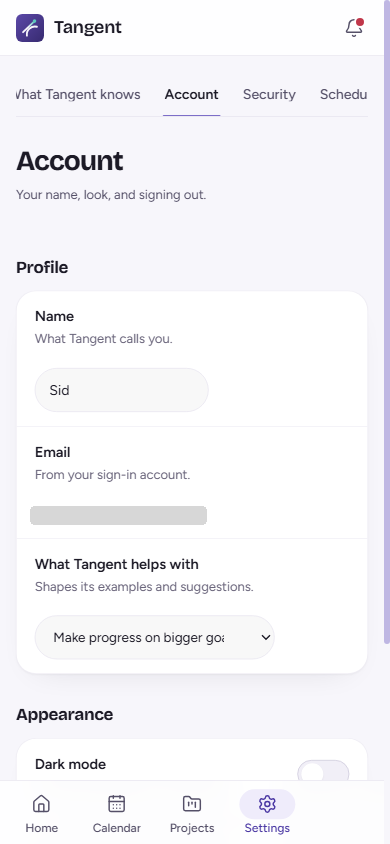 Tangent
What Tangent knows Account Security Schedu
Account
Your name, look, and signing out.
Profile
Name
What Tangent calls you.
Sid
Email
From your sign-in account.
What Tangent helps with
Shapes its examples and suggestions.
Make progress on bigger goa
Appearance
Dark mode
Home Calendar Projects Settings